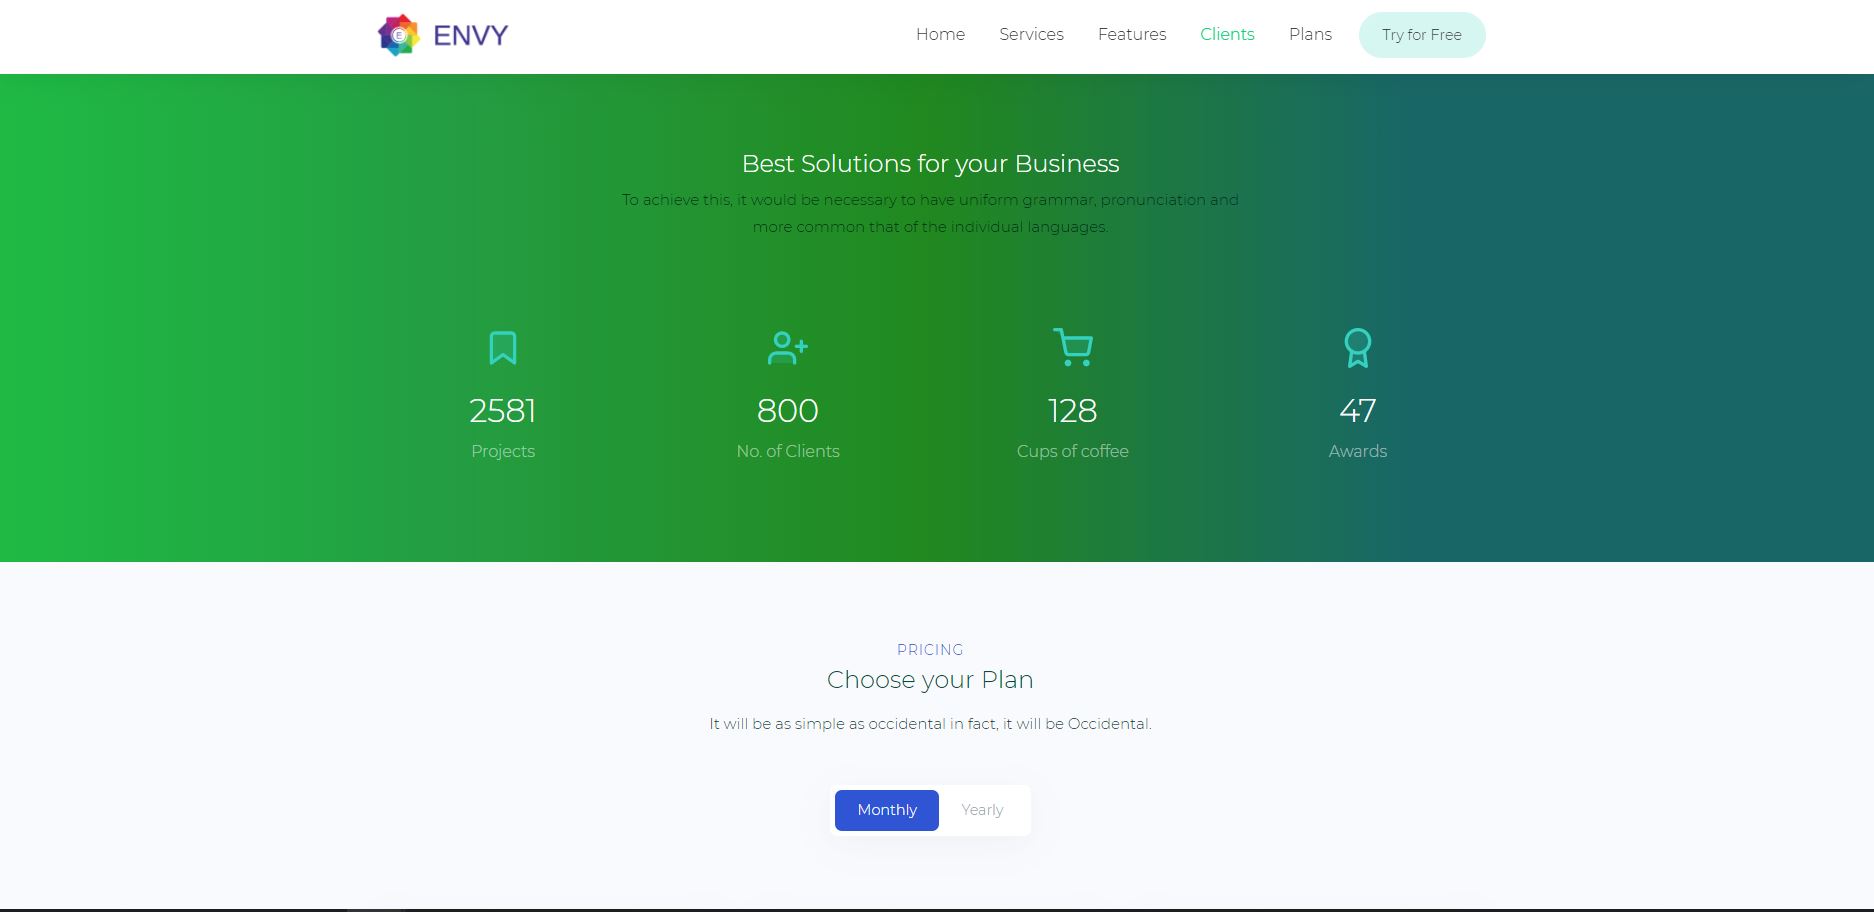 E ENVY
Home Services Features Clients Plans Try for Free
Best Solutions for your Business
To achieve this, it would be necessary to have uniform grammar, pronunciation and
more common that of the individual languages.
2581 800 128 47
Projects No. of Clients Cups of coffee Awards
PRICING
Choose your Plan
It will be as simple as occidental in fact, it will be Occidental.
Monthly Yearly